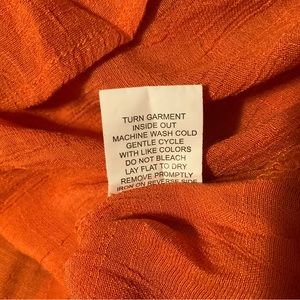 TURN GARMENT
INSIDE OUT
MACHINE WASH COLD
GENTLE CYCLE
WITH LIKE COLORS
DO NOT BLEACH
LAY FLAT TO DRY
REMOVE PROMPTLY
IRON ON REVERSE SIDE